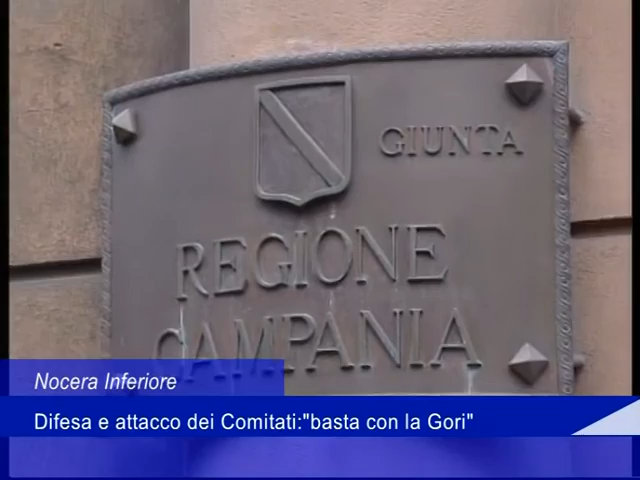 GIUNTA
REGIONE
CAMPANIA
Nocera Inferiore
Difesa e attacco dei Comitati:"basta con la Gori"